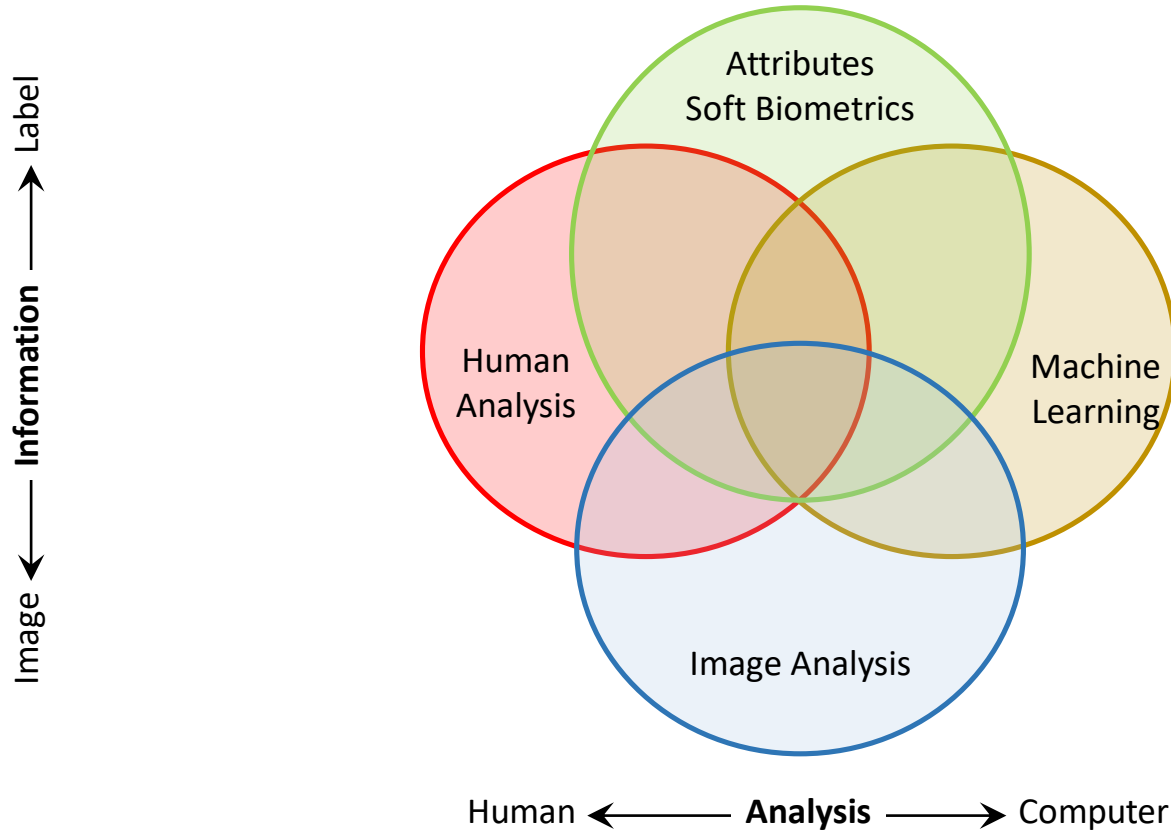 Attributes
Soft Biometrics
Human
Analysis
Machine
Learning
Image Analysis
Image Information Label
Human Analysis Computer